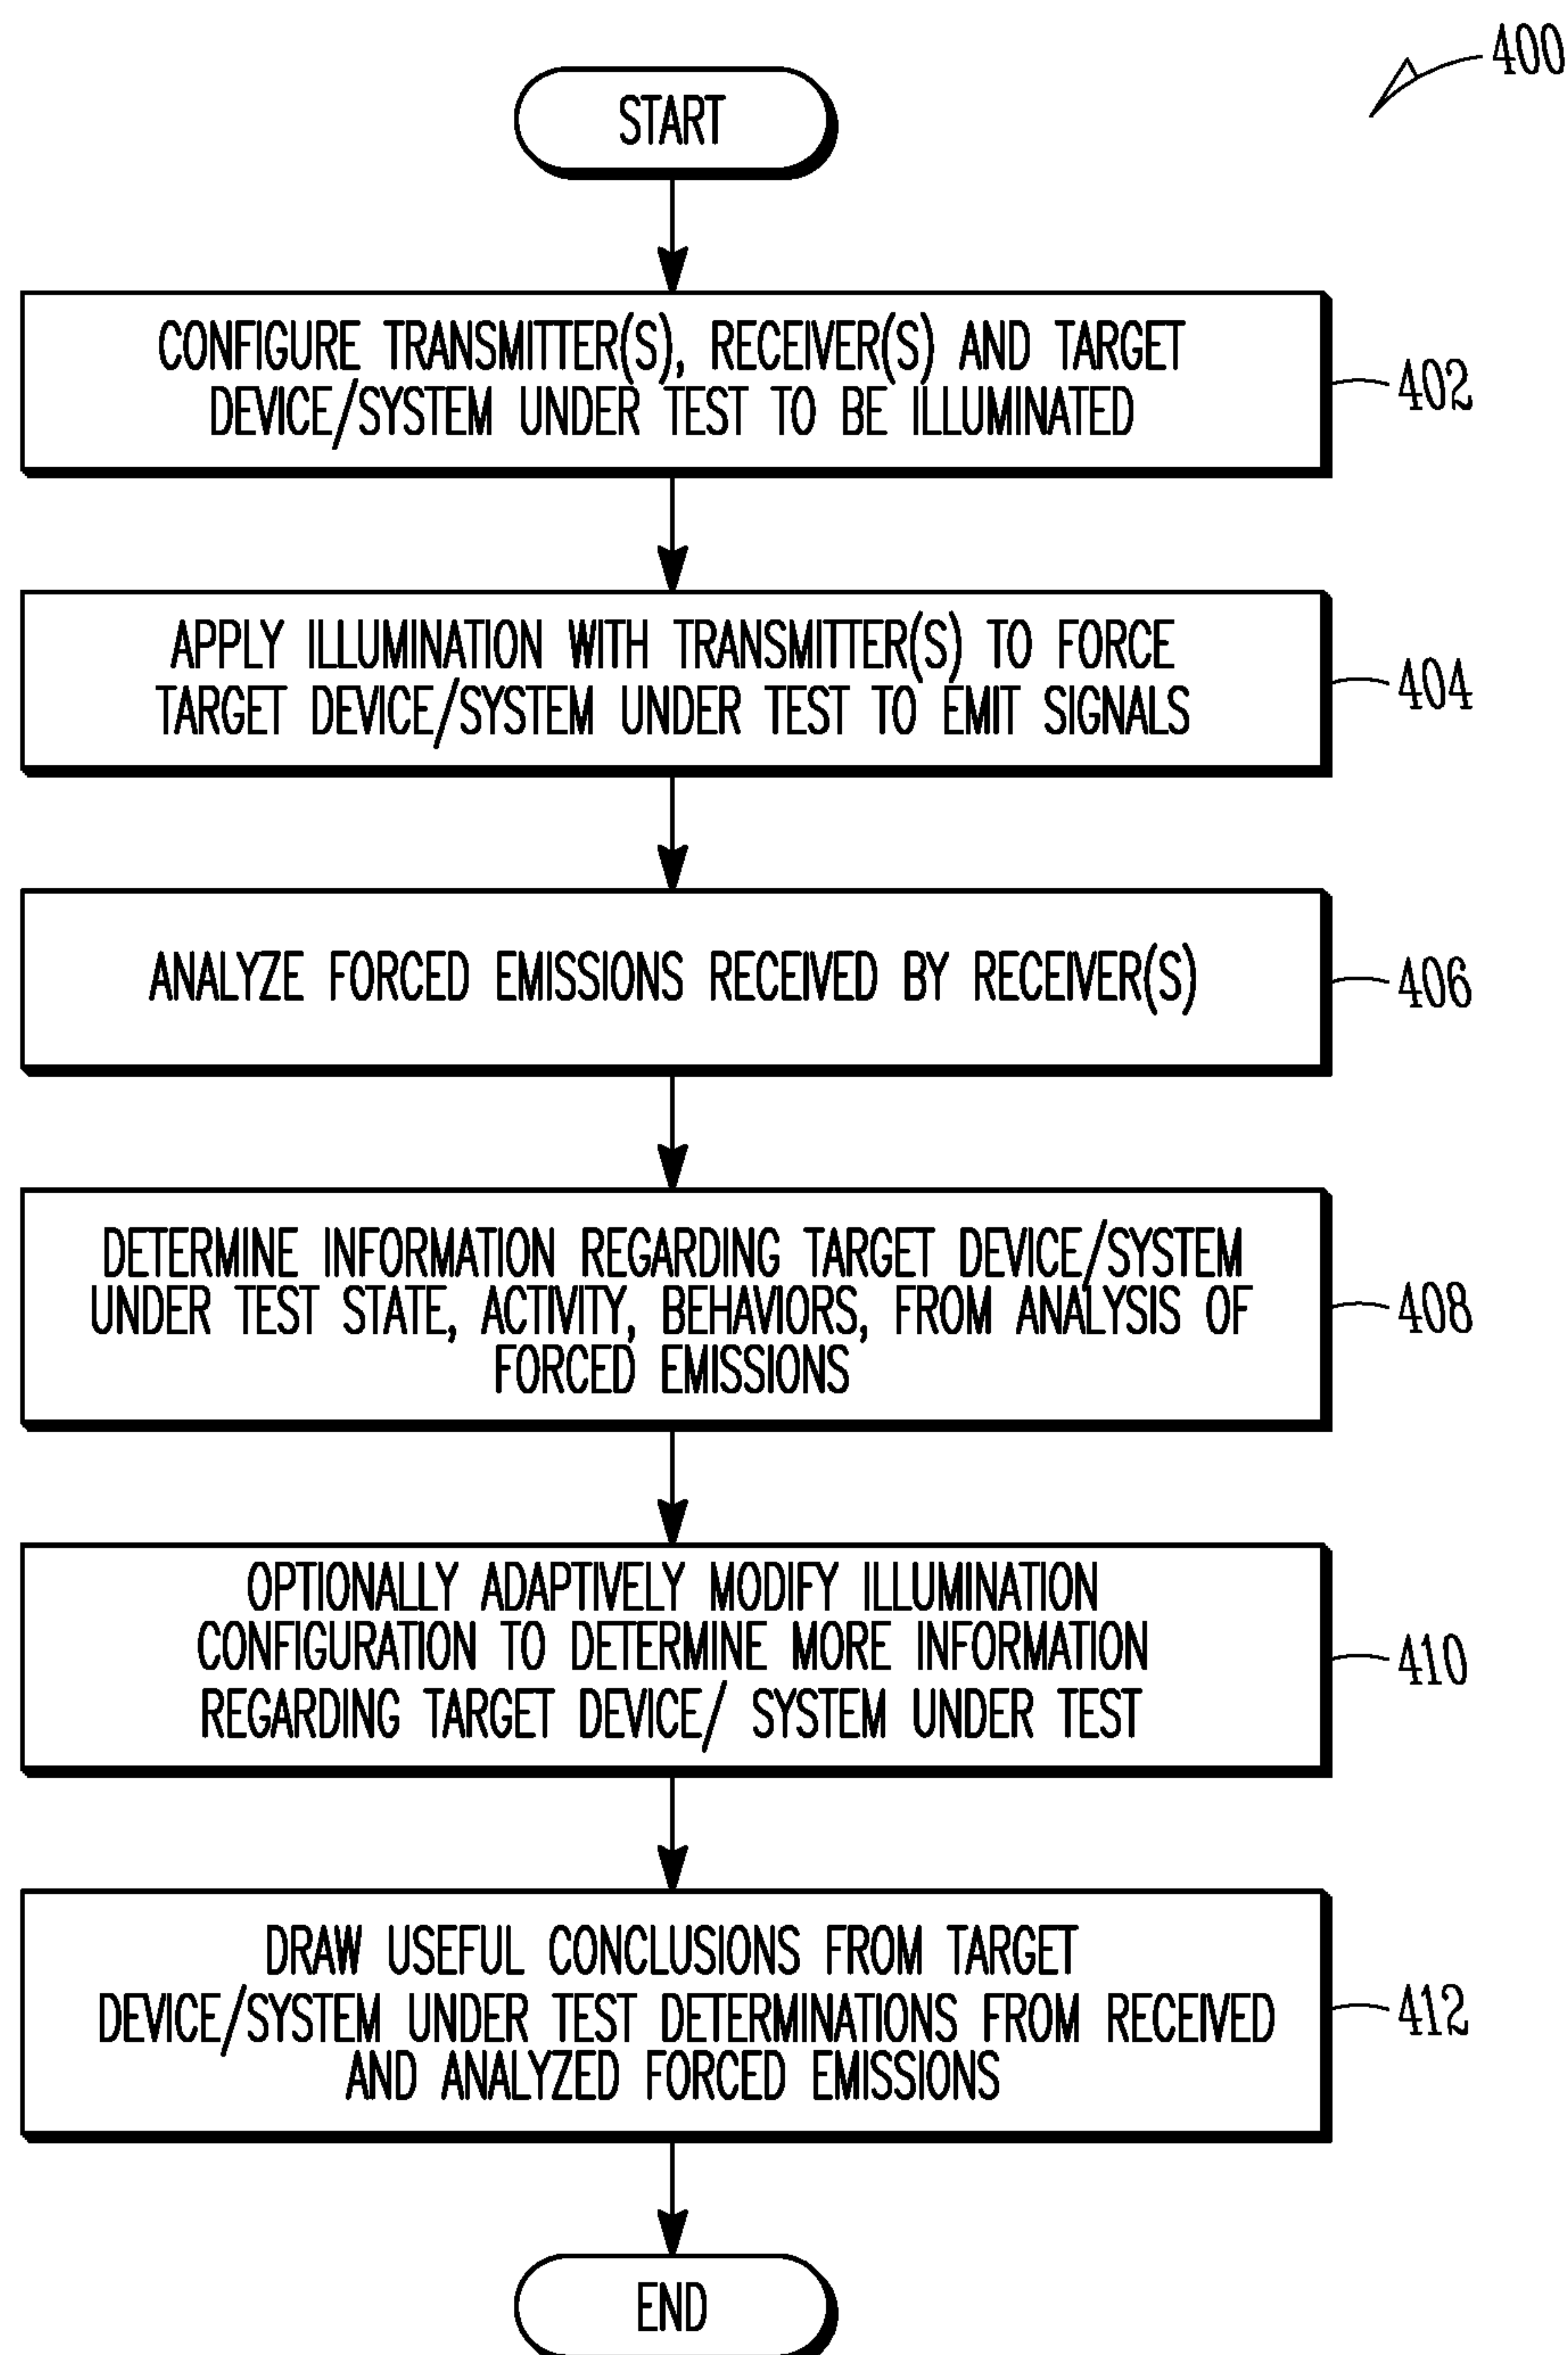 400
START
CONFIGURE TRANSMITTER(S), RECEIVER(S) AND TARGET
DEVICE/SYSTEM UNDER TEST TO BE ILLUMINATED
402
APPLY ILLUMINATION WITH TRANSMITTER(S) TO FORCE
TARGET DEVICE/SYSTEM UNDER TEST TO EMIT SIGNALS
404
ANALYZE FORCED EMISSIONS RECEIVED BY RECEIVER(S)
406
DETERMINE INFORMATION REGARDING TARGET DEVICE/SYSTEM
UNDER TEST STATE, ACTIVITY, BEHAVIORS, FROM ANALYSIS OF
FORCED EMISSIONS
408
OPTIONALLY ADAPTIVELY MODIFY ILLUMINATION
CONFIGURATION TO DETERMINE MORE INFORMATION
REGARDING TARGET DEVICE/ SYSTEM UNDER TEST
410
DRAW USEFUL CONCLUSIONS FROM TARGET
DEVICE/SYSTEM UNDER TEST DETERMINATIONS FROM RECEIVED
AND ANALYZED FORCED EMISSIONS
412
END